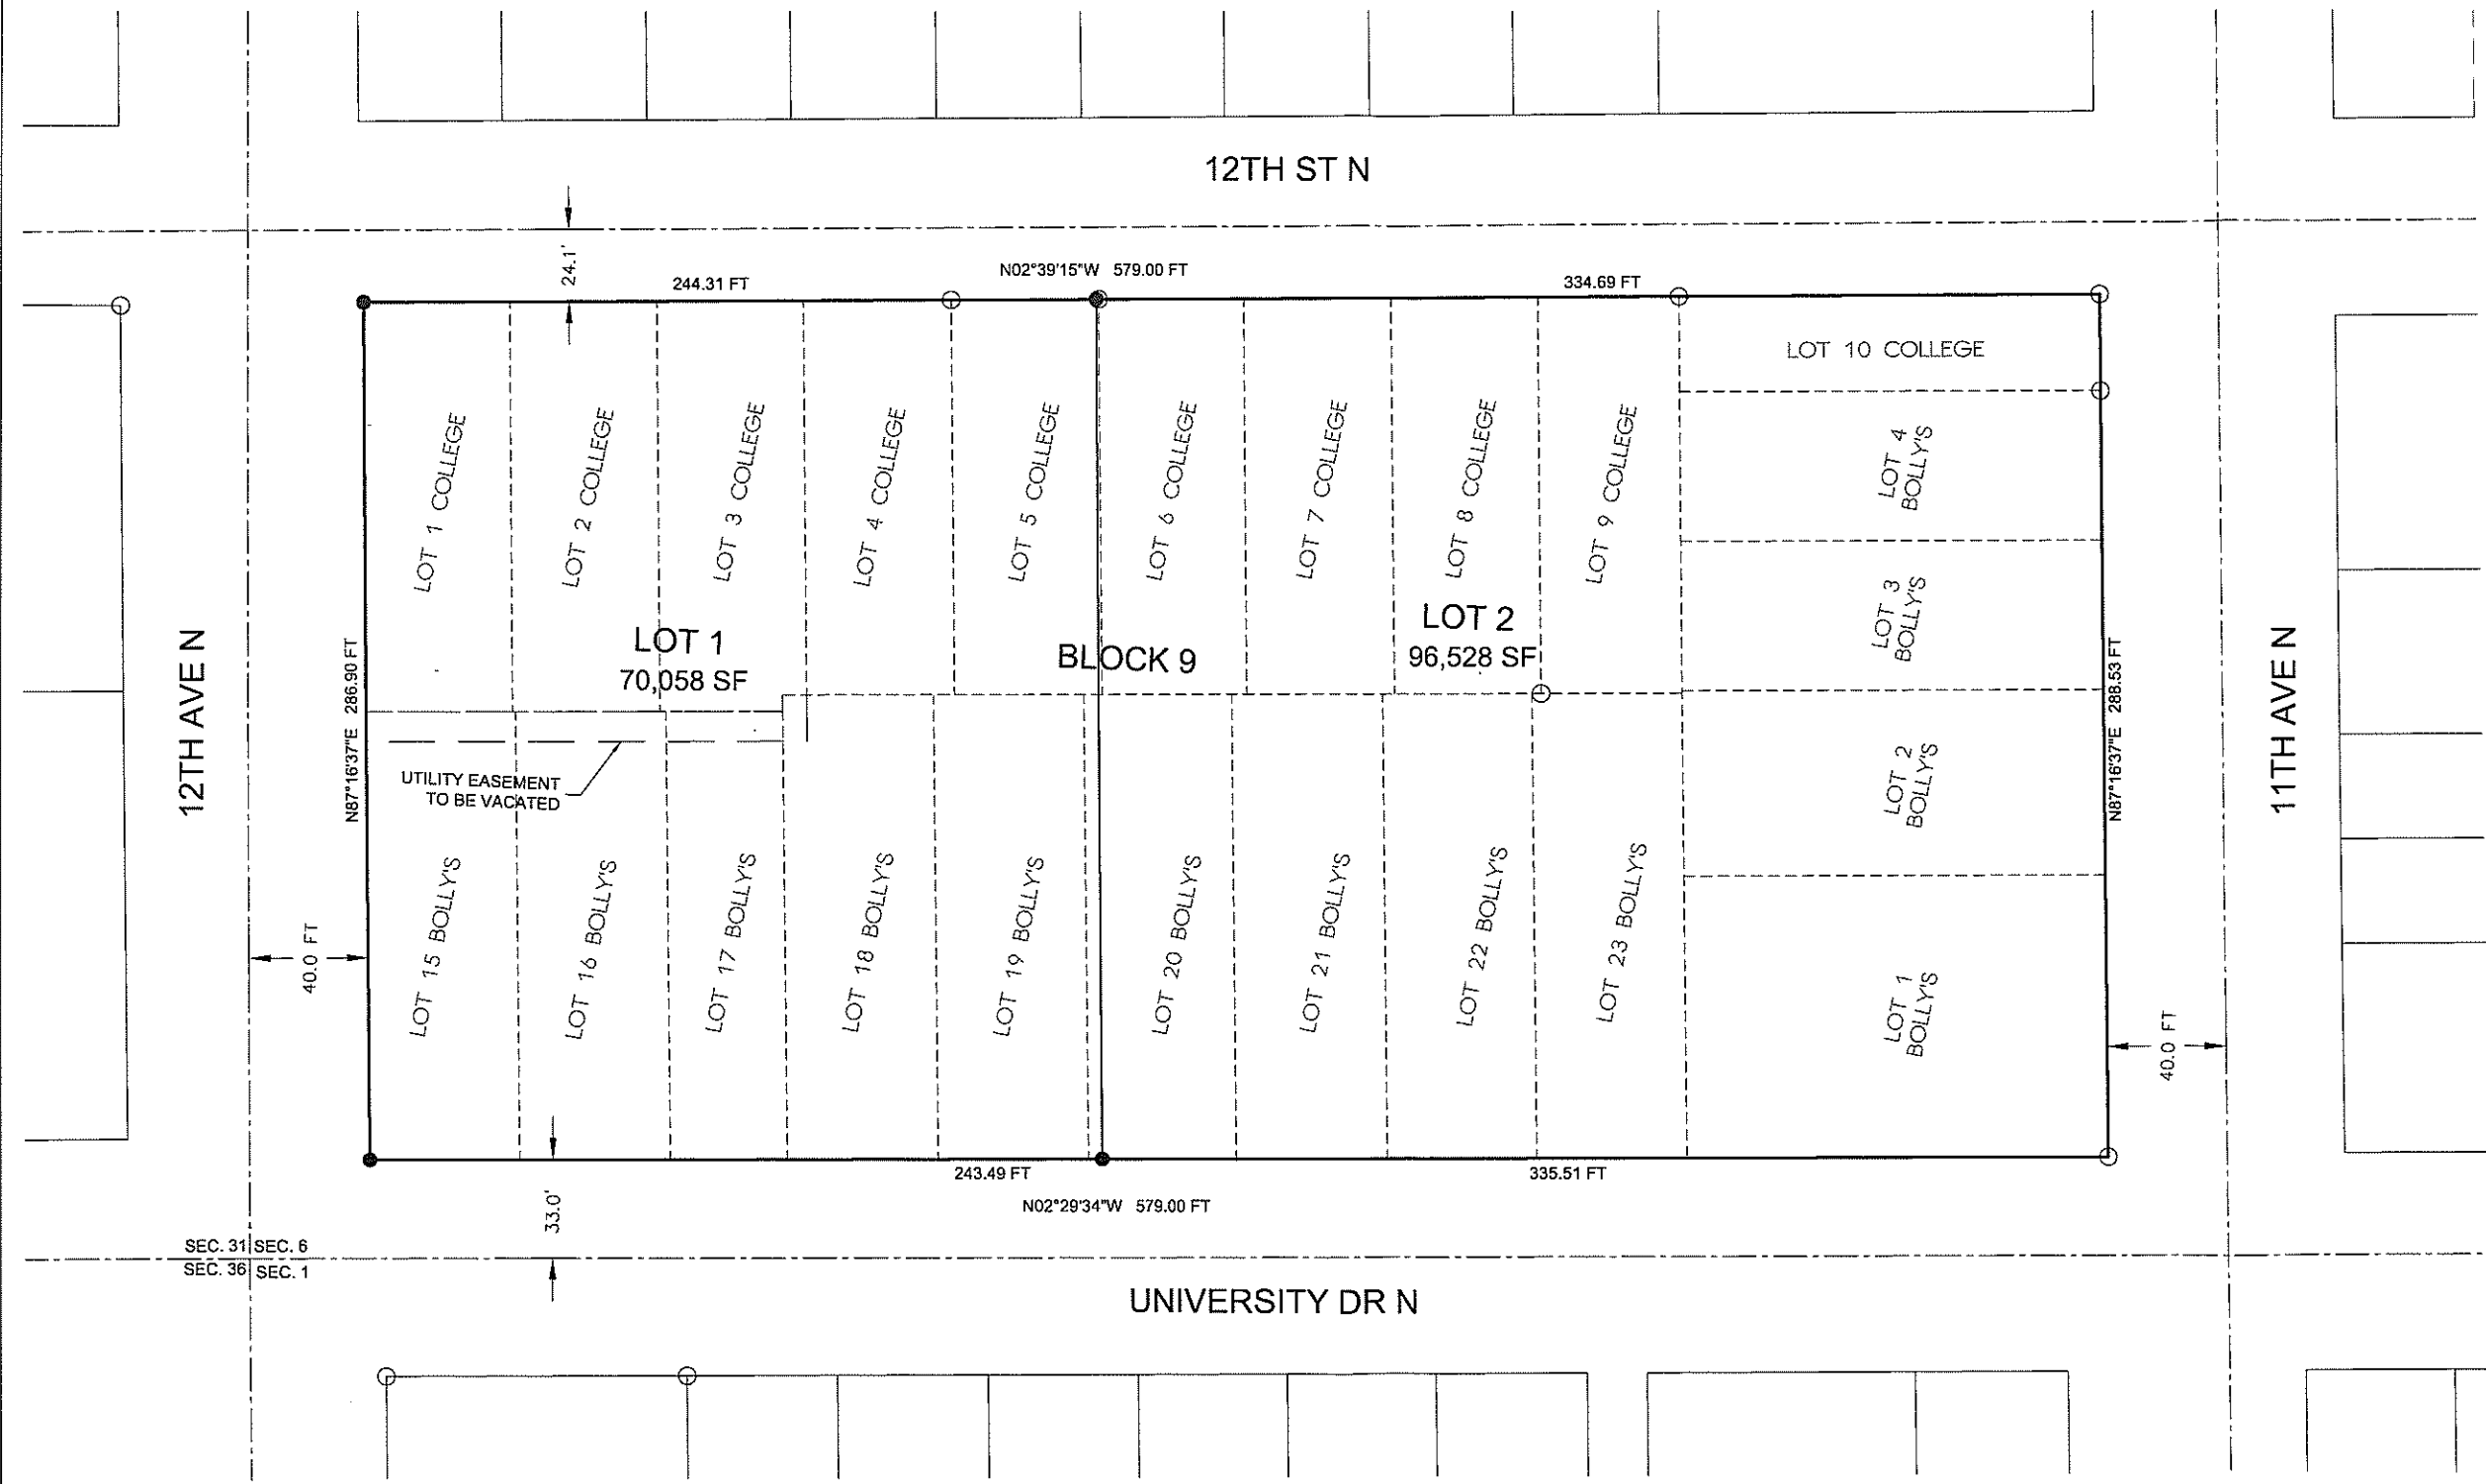 12TH ST N
24.1'
244.31 FT
N02°39'15"W 579.00 FT
334.69 FT
LOT 1 COLLEGE
LOT 2 COLLEGE
LOT 3 COLLEGE
LOT 4 COLLEGE
LOT 5 COLLEGE
LOT 6 COLLEGE
LOT 7 COLLEGE
LOT 8 COLLEGE
LOT 9 COLLEGE
LOT 10 COLLEGE
LOT 4
BOLLY'S
LOT 3
BOLLY'S
LOT 2
BOLLY'S
LOT 1
BOLLY'S
12TH AVE N
N87°16'37"E 286.90 FT
LOT 1
70,058 SF
BLOCK 9
LOT 2
96,528 SF
N87°16'37"E 288.53 FT
11TH AVE N
UTILITY EASEMENT
TO BE VACATED
40.0 FT
LOT 15 BOLLY'S
LOT 16 BOLLY'S
LOT 17 BOLLY'S
LOT 18 BOLLY'S
LOT 19 BOLLY'S
LOT 20 BOLLY'S
LOT 21 BOLLY'S
LOT 22 BOLLY'S
LOT 23 BOLLY'S
40.0 FT
243.49 FT
335.51 FT
33.0'
N02°29'34"W 579.00 FT
SEC. 31 SEC. 6
SEC. 36 SEC. 1
UNIVERSITY DR N